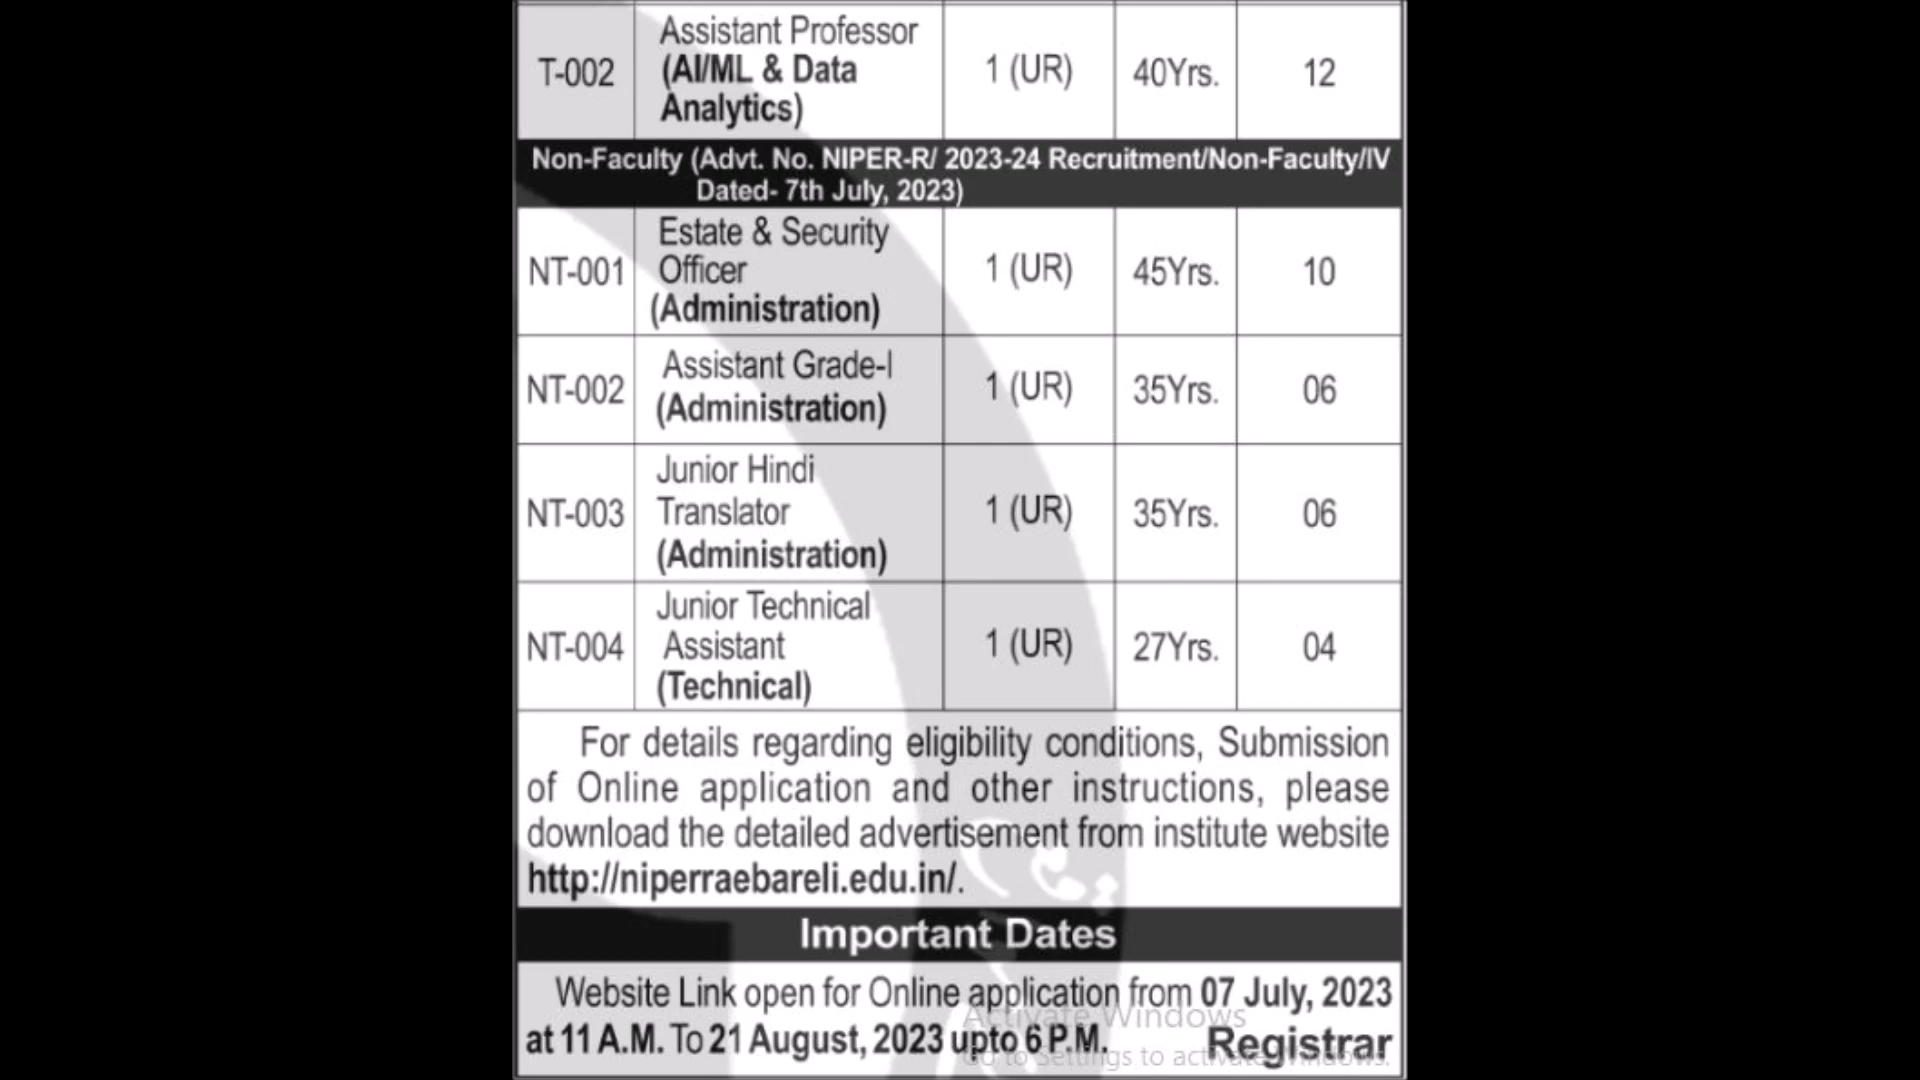 Assistant Professor
T-002 (AI/ML & Data 1 (UR) 40Yrs. 12
Analytics)
Non-Faculty (Advt. No. NIPER-R/ 2023-24 Recruitment/Non-Faculty/IV
Dated- 7th July, 2023)
Estate & Security
NT-001 Officer 1 (UR) 45Yrs. 10
(Administration)
Assistant Grade-I
NT-002 1 (UR) 35Yrs. 06
(Administration)
Junior Hindi
NT-003 Translator 1 (UR) 35Yrs. 06
(Administration)
Junior Technical
NT-004 Assistant 1 (UR) 27Yrs. 04
(Technical)
For details regarding eligibility conditions, Submission
of Online application and other instructions, please
download the detailed advertisement from institute website
http://niperraebareli.edu.in/.
Important Dates
Website Link open for Online application from 07 July, 2023
at 11 A.M. To 21 August, 2023 upto 6 P.M. Registrar
Activate Windows
Go to Settings to activate Windows.